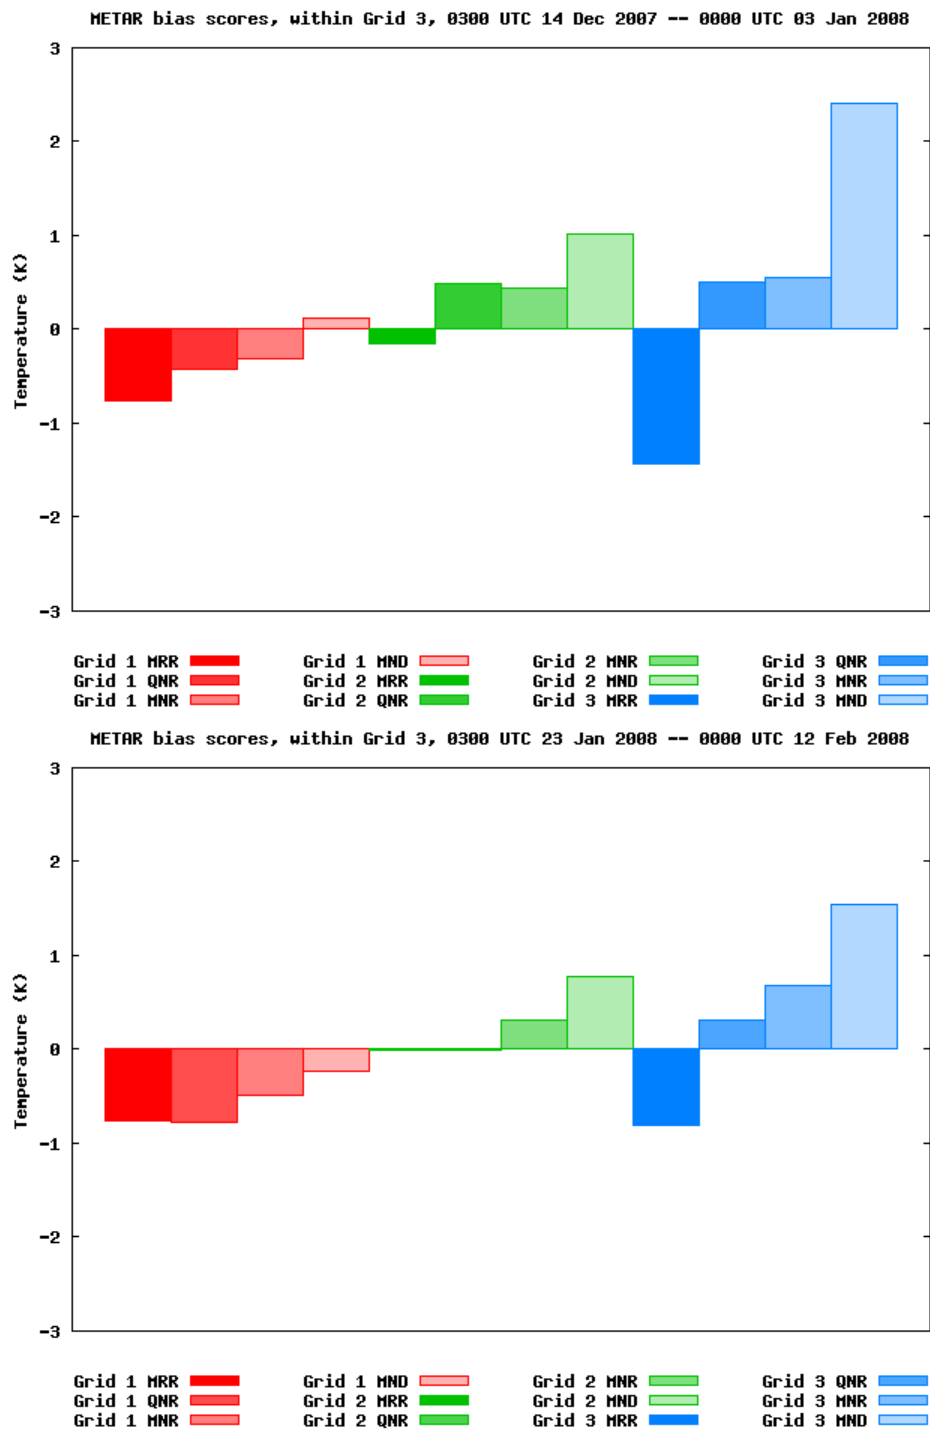 METAR bias scores, within Grid 3, 0300 UTC 14 Dec 2007 -- 0000 UTC 03 Jan 2008
3
2
1
0
-1
-2
-3
Temperature (K)
Grid 1 MRR Grid 1 MND Grid 2 MNR Grid 3 QNR
Grid 1 QNR Grid 2 MRR Grid 2 MND Grid 3 MNR
Grid 1 MNR Grid 2 QNR Grid 3 MRR Grid 3 MND
METAR bias scores, within Grid 3, 0300 UTC 23 Jan 2008 -- 0000 UTC 12 Feb 2008
3
2
1
0
-1
-2
-3
Temperature (K)
Grid 1 MRR Grid 1 MND Grid 2 MNR Grid 3 QNR
Grid 1 QNR Grid 2 MRR Grid 2 MND Grid 3 MNR
Grid 1 MNR Grid 2 QNR Grid 3 MRR Grid 3 MND